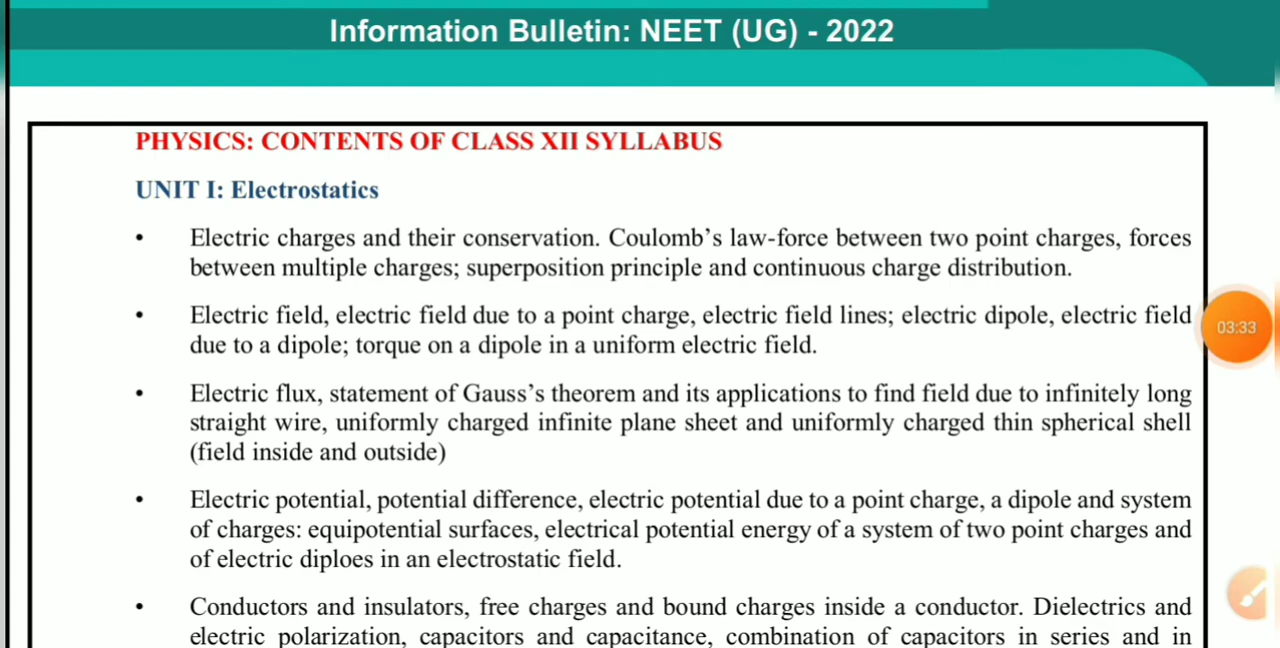 Information Bulletin: NEET (UG) - 2022
PHYSICS: CONTENTS OF CLASS XII SYLLABUS
UNIT I: Electrostatics
• Electric charges and their conservation. Coulomb’s law-force between two point charges, forces
between multiple charges; superposition principle and continuous charge distribution.
• Electric field, electric field due to a point charge, electric field lines; electric dipole, electric field
due to a dipole; torque on a dipole in a uniform electric field.
• Electric flux, statement of Gauss’s theorem and its applications to find field due to infinitely long
straight wire, uniformly charged infinite plane sheet and uniformly charged thin spherical shell
(field inside and outside)
• Electric potential, potential difference, electric potential due to a point charge, a dipole and system
of charges: equipotential surfaces, electrical potential energy of a system of two point charges and
of electric diploes in an electrostatic field.
• Conductors and insulators, free charges and bound charges inside a conductor. Dielectrics and
electric polarization, capacitors and capacitance, combination of capacitors in series and in
03:33